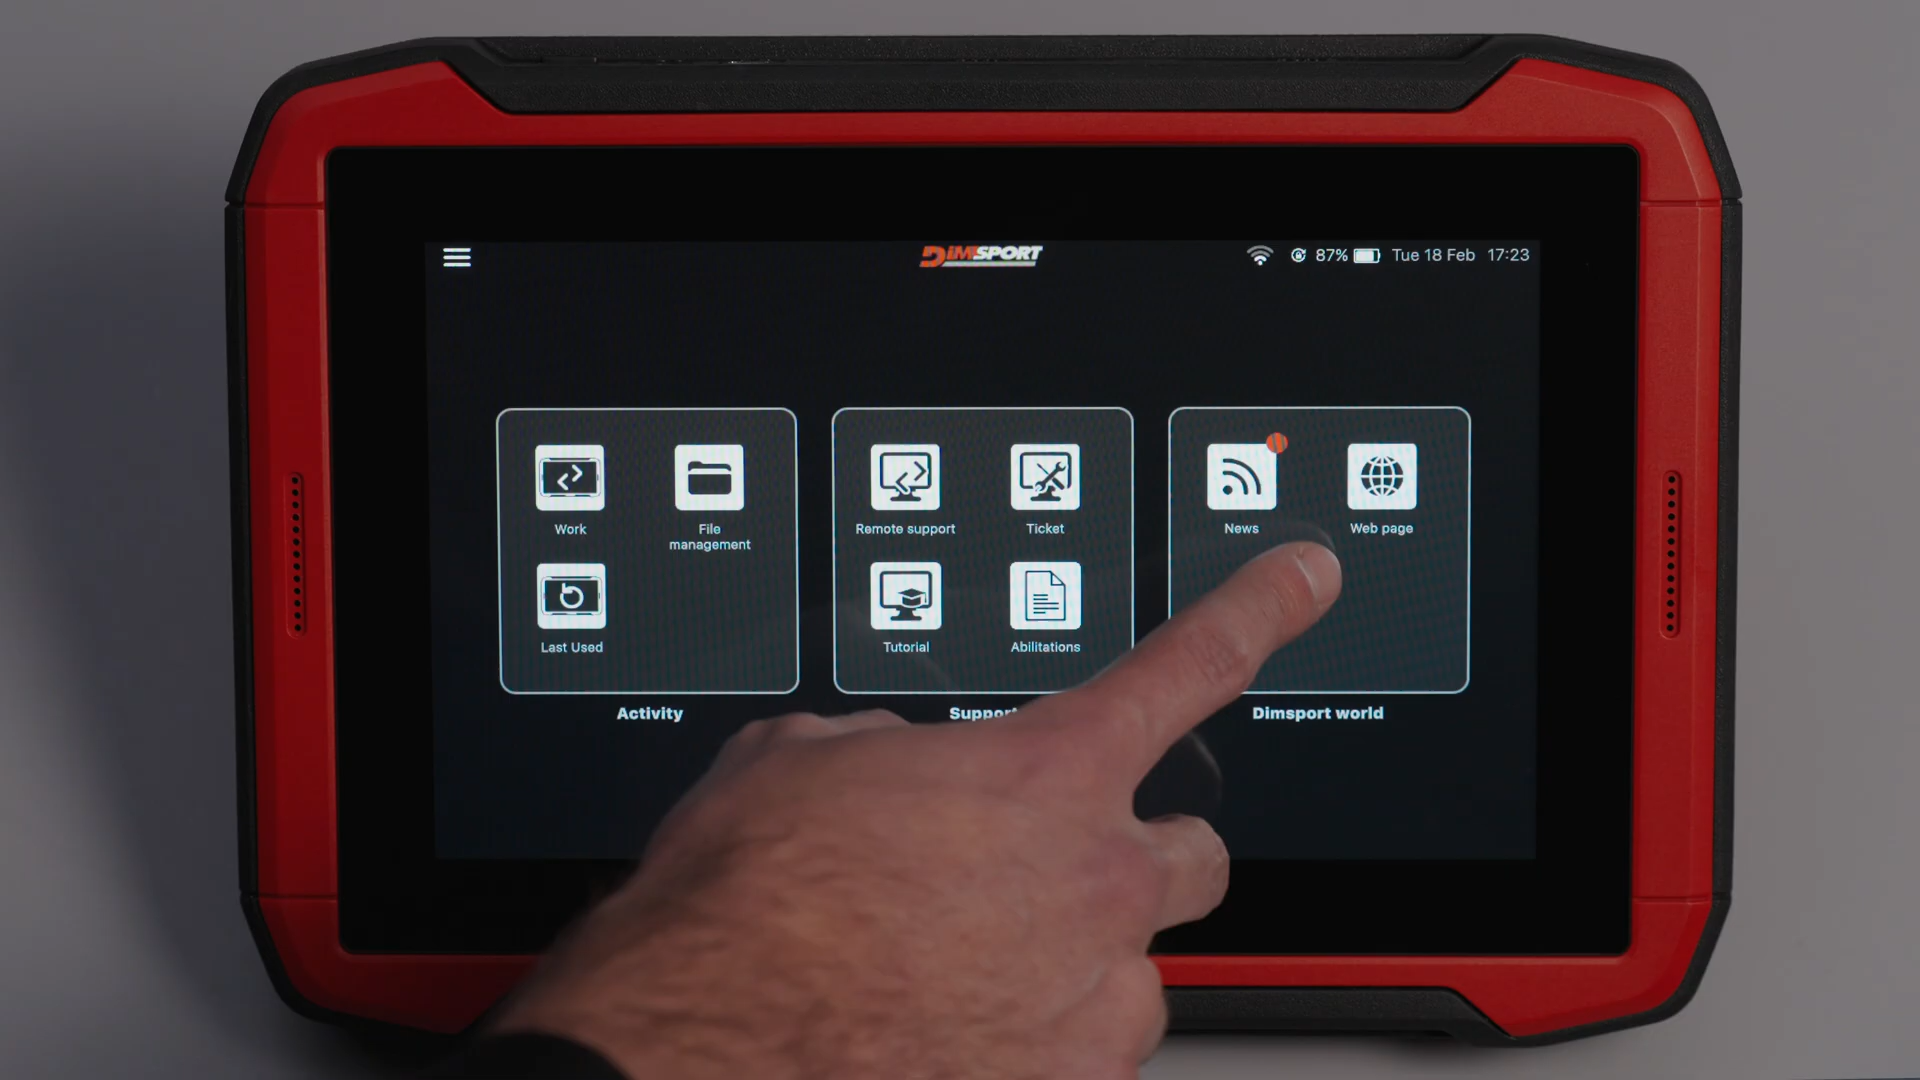 DIMSPORT
87% Tue 18 Feb 17:23
Work
File
management
Last Used
Activity
Remote support
Ticket
Tutorial
Abilitations
Support
News
Web page
Dimsport world